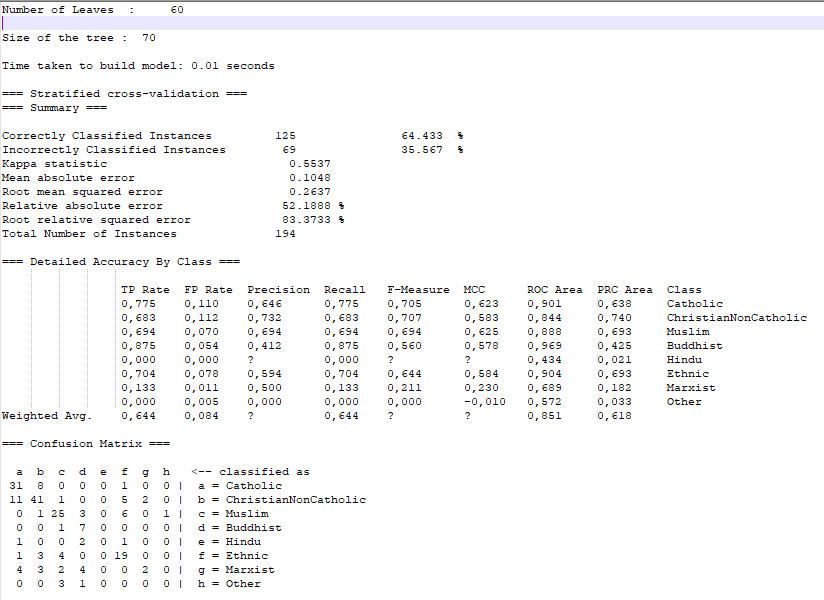 Number of Leaves  :     60
Size of the tree :  70
Time taken to build model: 0.01 seconds
=== Stratified cross-validation ===
=== Summary ===
Correctly Classified Instances         125               64.433  %
Incorrectly Classified Instances        69               35.567  %
Kappa statistic                          0.5537
Mean absolute error                      0.1048
Root mean squared error                  0.2637
Relative absolute error                 52.1888 %
Root relative squared error             83.3733 %
Total Number of Instances              194
=== Detailed Accuracy By Class ===
TP Rate  FP Rate  Precision  Recall   F-Measure  MCC      ROC Area  PRC Area  Class
0,775    0,110    0,646      0,775    0,705      0,623    0,901     0,638     Catholic
0,683    0,112    0,732      0,683    0,707      0,583    0,844     0,740     ChristianNonCatholic
0,694    0,070    0,694      0,694    0,694      0,625    0,888     0,693     Muslim
0,875    0,054    0,412      0,875    0,560      0,578    0,969     0,425     Buddhist
0,000    0,000    ?          0,000    ?          ?        0,434     0,021     Hindu
0,704    0,078    0,594      0,704    0,644      0,584    0,904     0,693     Ethnic
0,133    0,011    0,500      0,133    0,211      0,230    0,689     0,182     Marxist
0,000    0,005    0,000      0,000    0,000      -0,010   0,572     0,033     Other
Weighted Avg.    0,644    0,084    ?          0,644    ?          ?        0,851     0,618
=== Confusion Matrix ===
a  b  c  d  e  f  g  h   <-- classified as
31  8  0  0  0  1  0  0 |  a = Catholic
11 41  1  0  0  5  2  0 |  b = ChristianNonCatholic
0  1 25  3  0  6  0  1 |  c = Muslim
0  0  1  7  0  0  0  0 |  d = Buddhist
1  0  0  2  0  1  0  0 |  e = Hindu
1  3  4  0  0 19  0  0 |  f = Ethnic
4  3  2  4  0  0  2  0 |  g = Marxist
0  0  3  1  0  0  0  0 |  h = Other